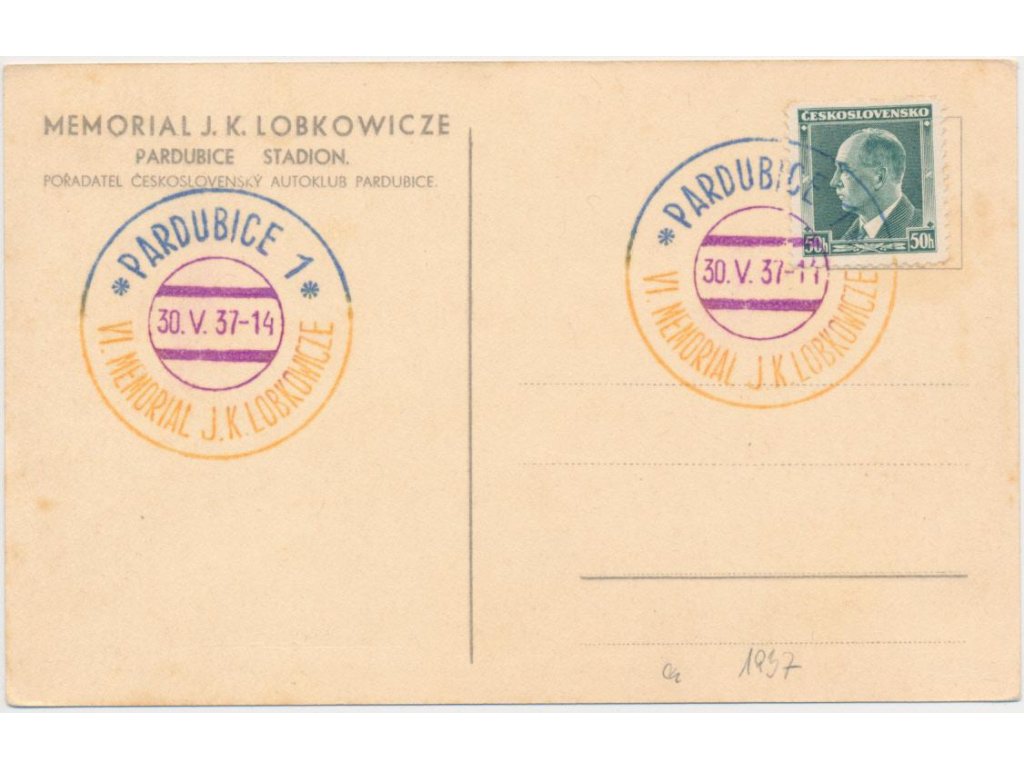 MEMORIAL J. K. LOBKOWICZE
PARDUBICE STADION.
POŘADATEL ČESKOSLOVENSKÝ AUTOKLUB PARDUBICE.
* PARDUBICE 1 *
30. V. 37-14
VI. MEMORIAL J. K. LOBKOWICZE
ČESKOSLOVENSKO
50h 50h
* PARDUBICE
30. V. 37-14
VI. MEMORIAL J. K. LOBKOWICZE
1937